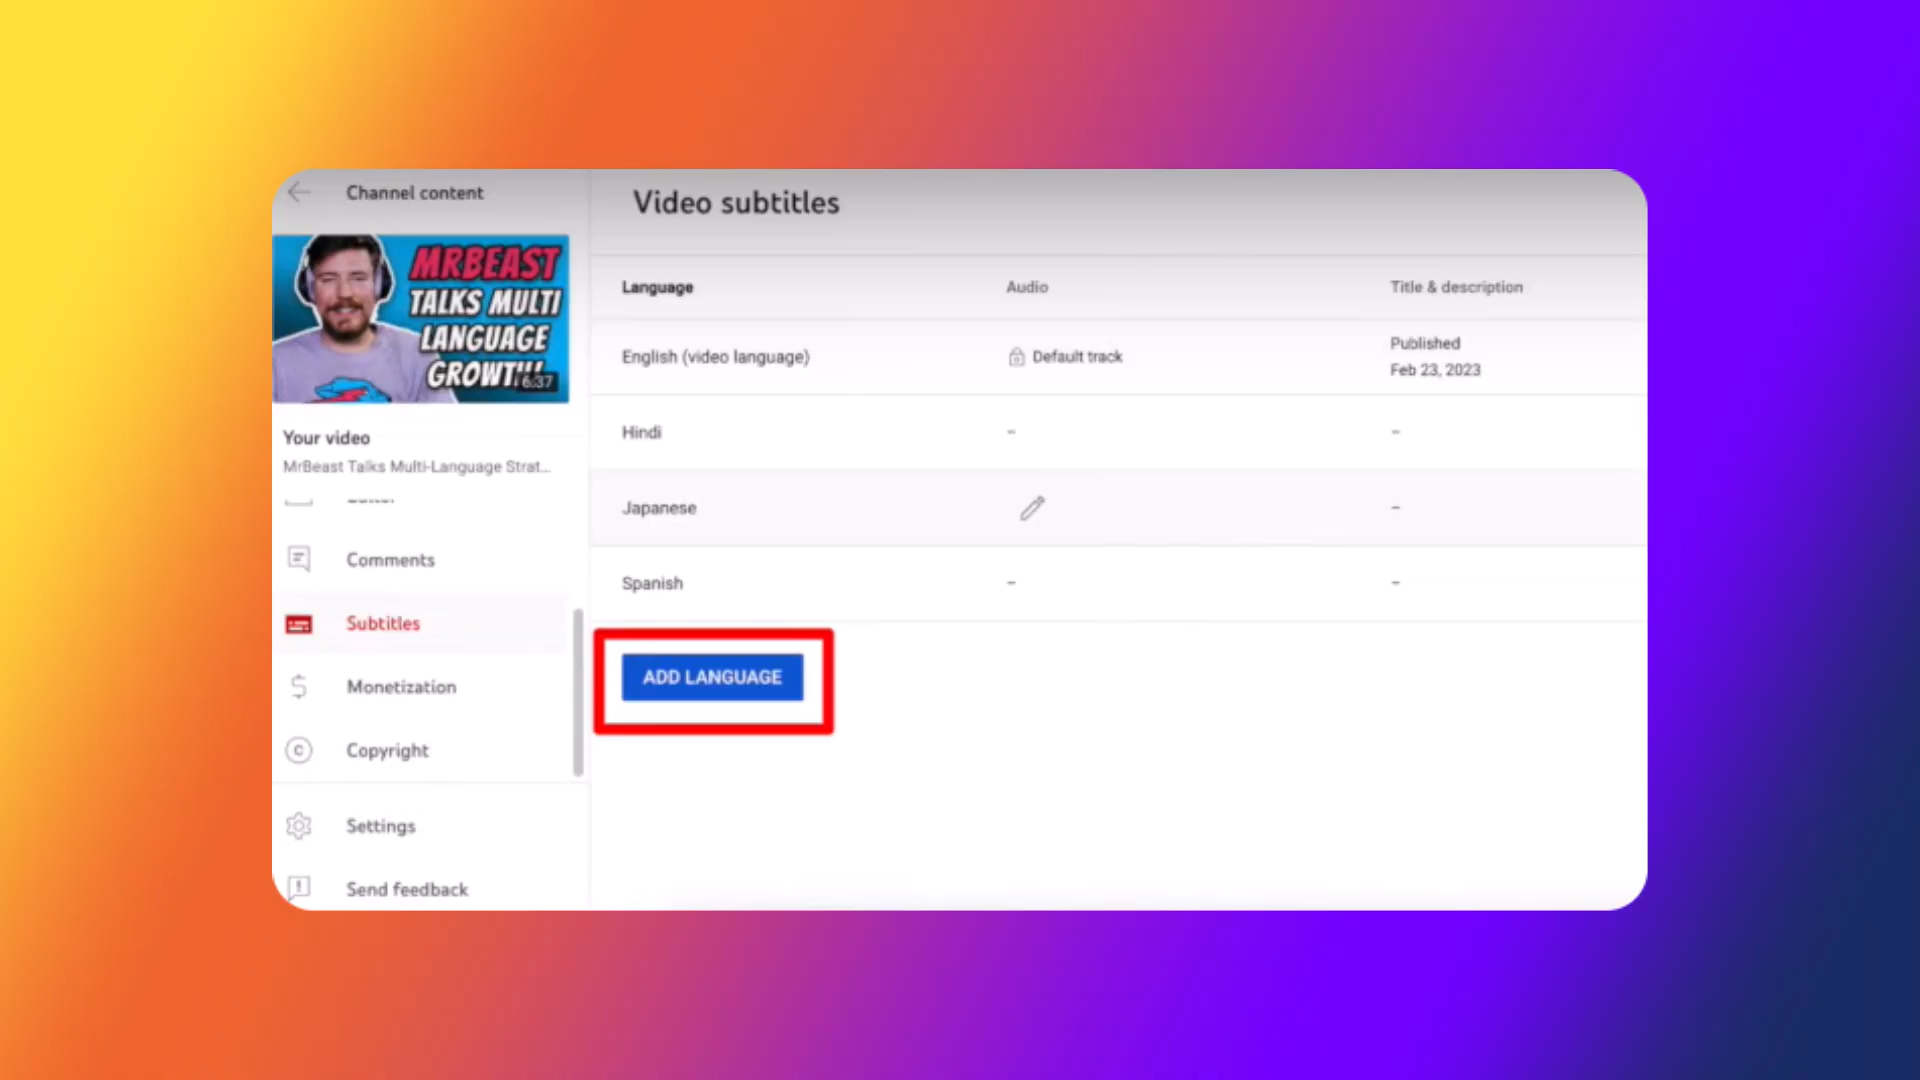 Channel content
MRBEAST
TALKS MULTI
LANGUAGE
GROWTH!!
6:37
Your video
MrBeast Talks Multi-Language Strat...
Comments
Subtitles
Monetization
Copyright
Settings
Send feedback
Video subtitles
Language Audio Title & description
English (video language) Default track Published
Feb 23, 2023
Hindi – –
Japanese –
Spanish – –
ADD LANGUAGE